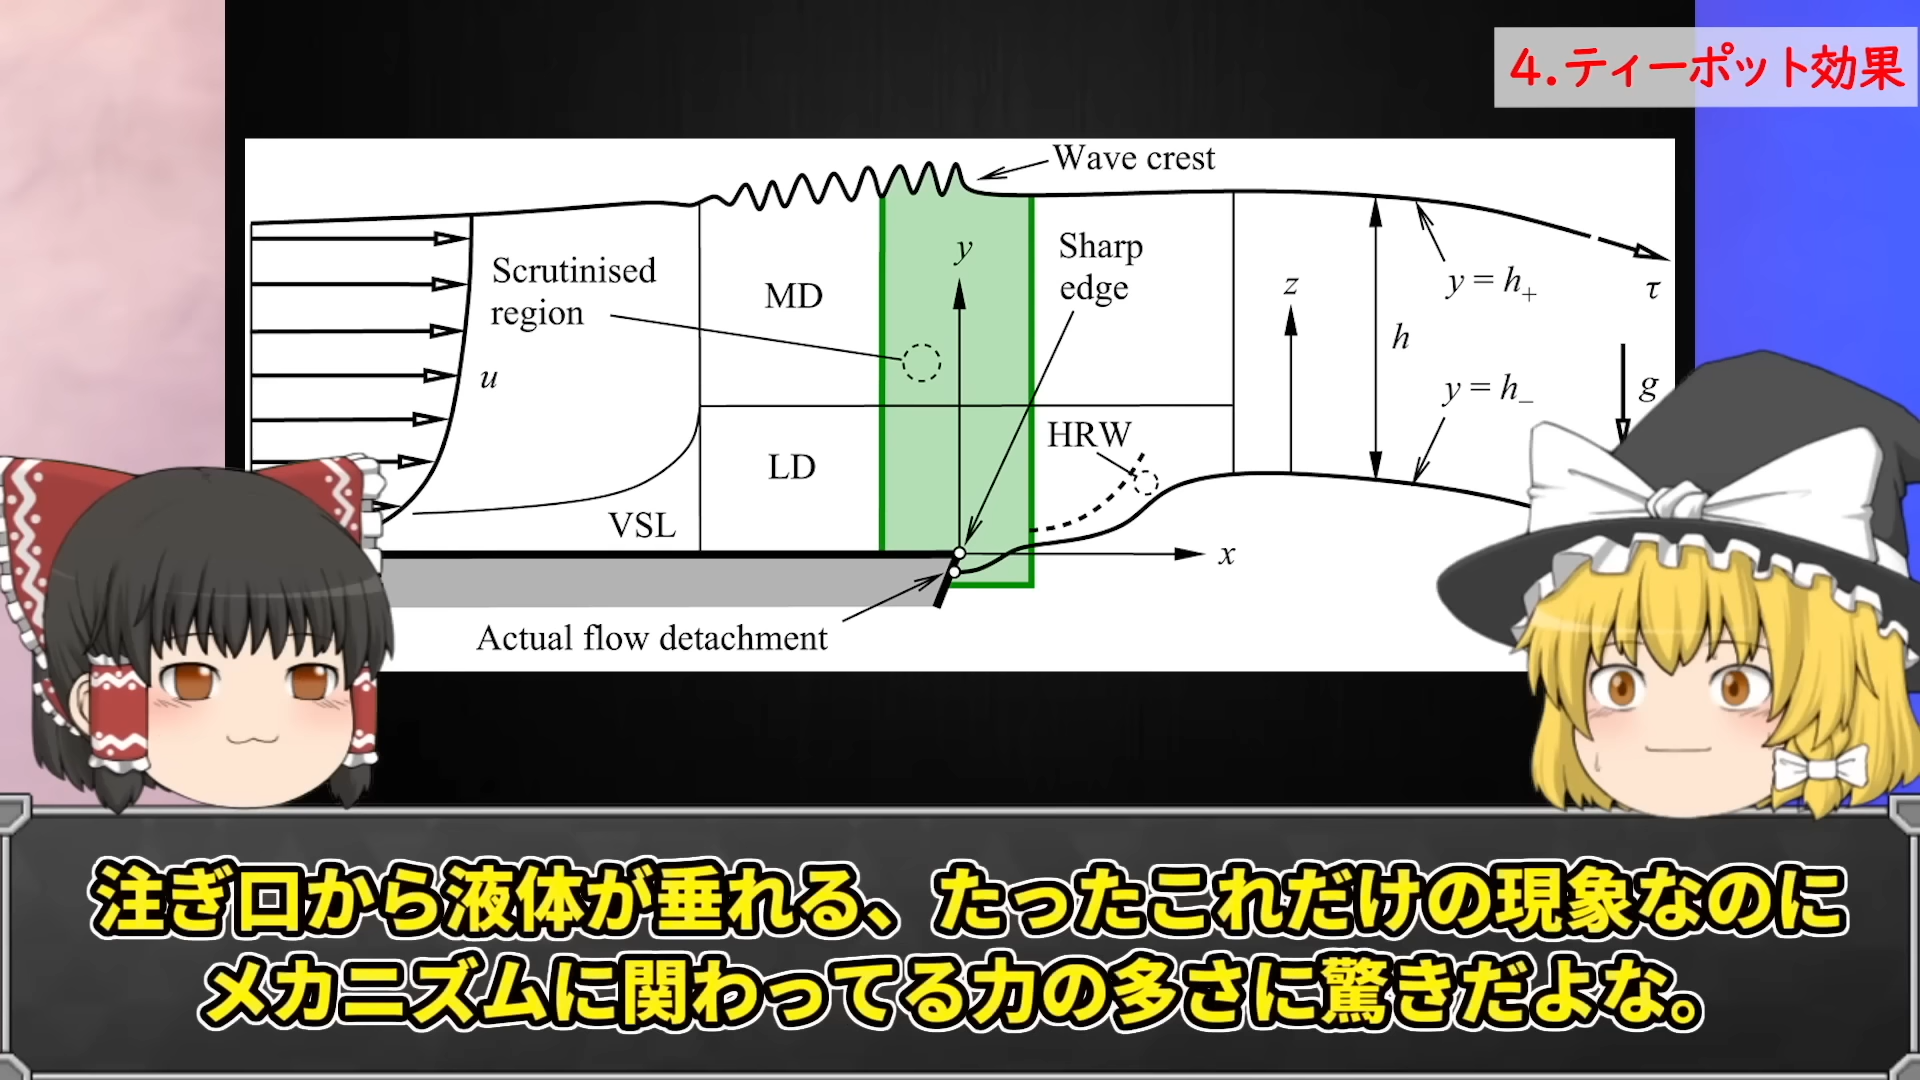 4.ティーポット効果
Wave crest
y
Sharp
edge
Scrutinised
region
MD
z
y = h₊
τ
h
u
y = h₋
g
HRW
LD
VSL
x
Actual flow detachment
注ぎ口から液体が垂れる、たったこれだけの現象なのに
メカニズムに関わってる力の多さに驚きだよな。